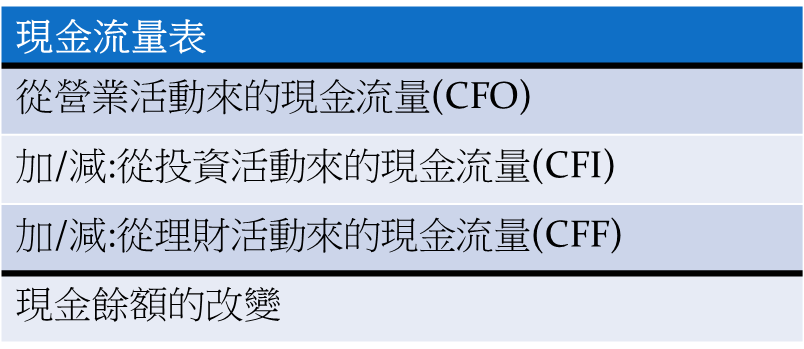 現金流量表
從營業活動來的現金流量(CFO)
加/減:從投資活動來的現金流量(CFI)
加/減:從理財活動來的現金流量(CFF)
現金餘額的改變